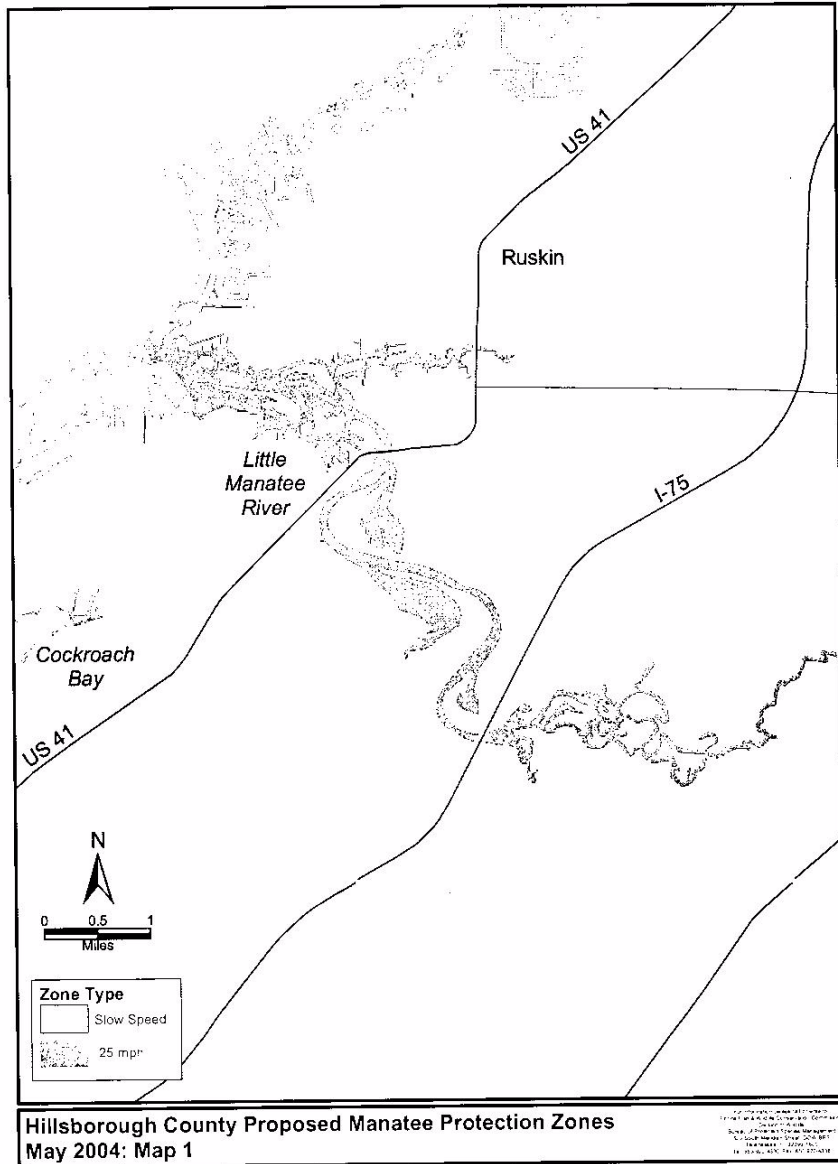 US 41
Ruskin
Little
Manatee
River
I-75
Cockroach
Bay
US 41
N
0 0.5 1
Miles
Zone Type
Slow Speed
25 mph
Hillsborough County Proposed Manatee Protection Zones
May 2004: Map 1